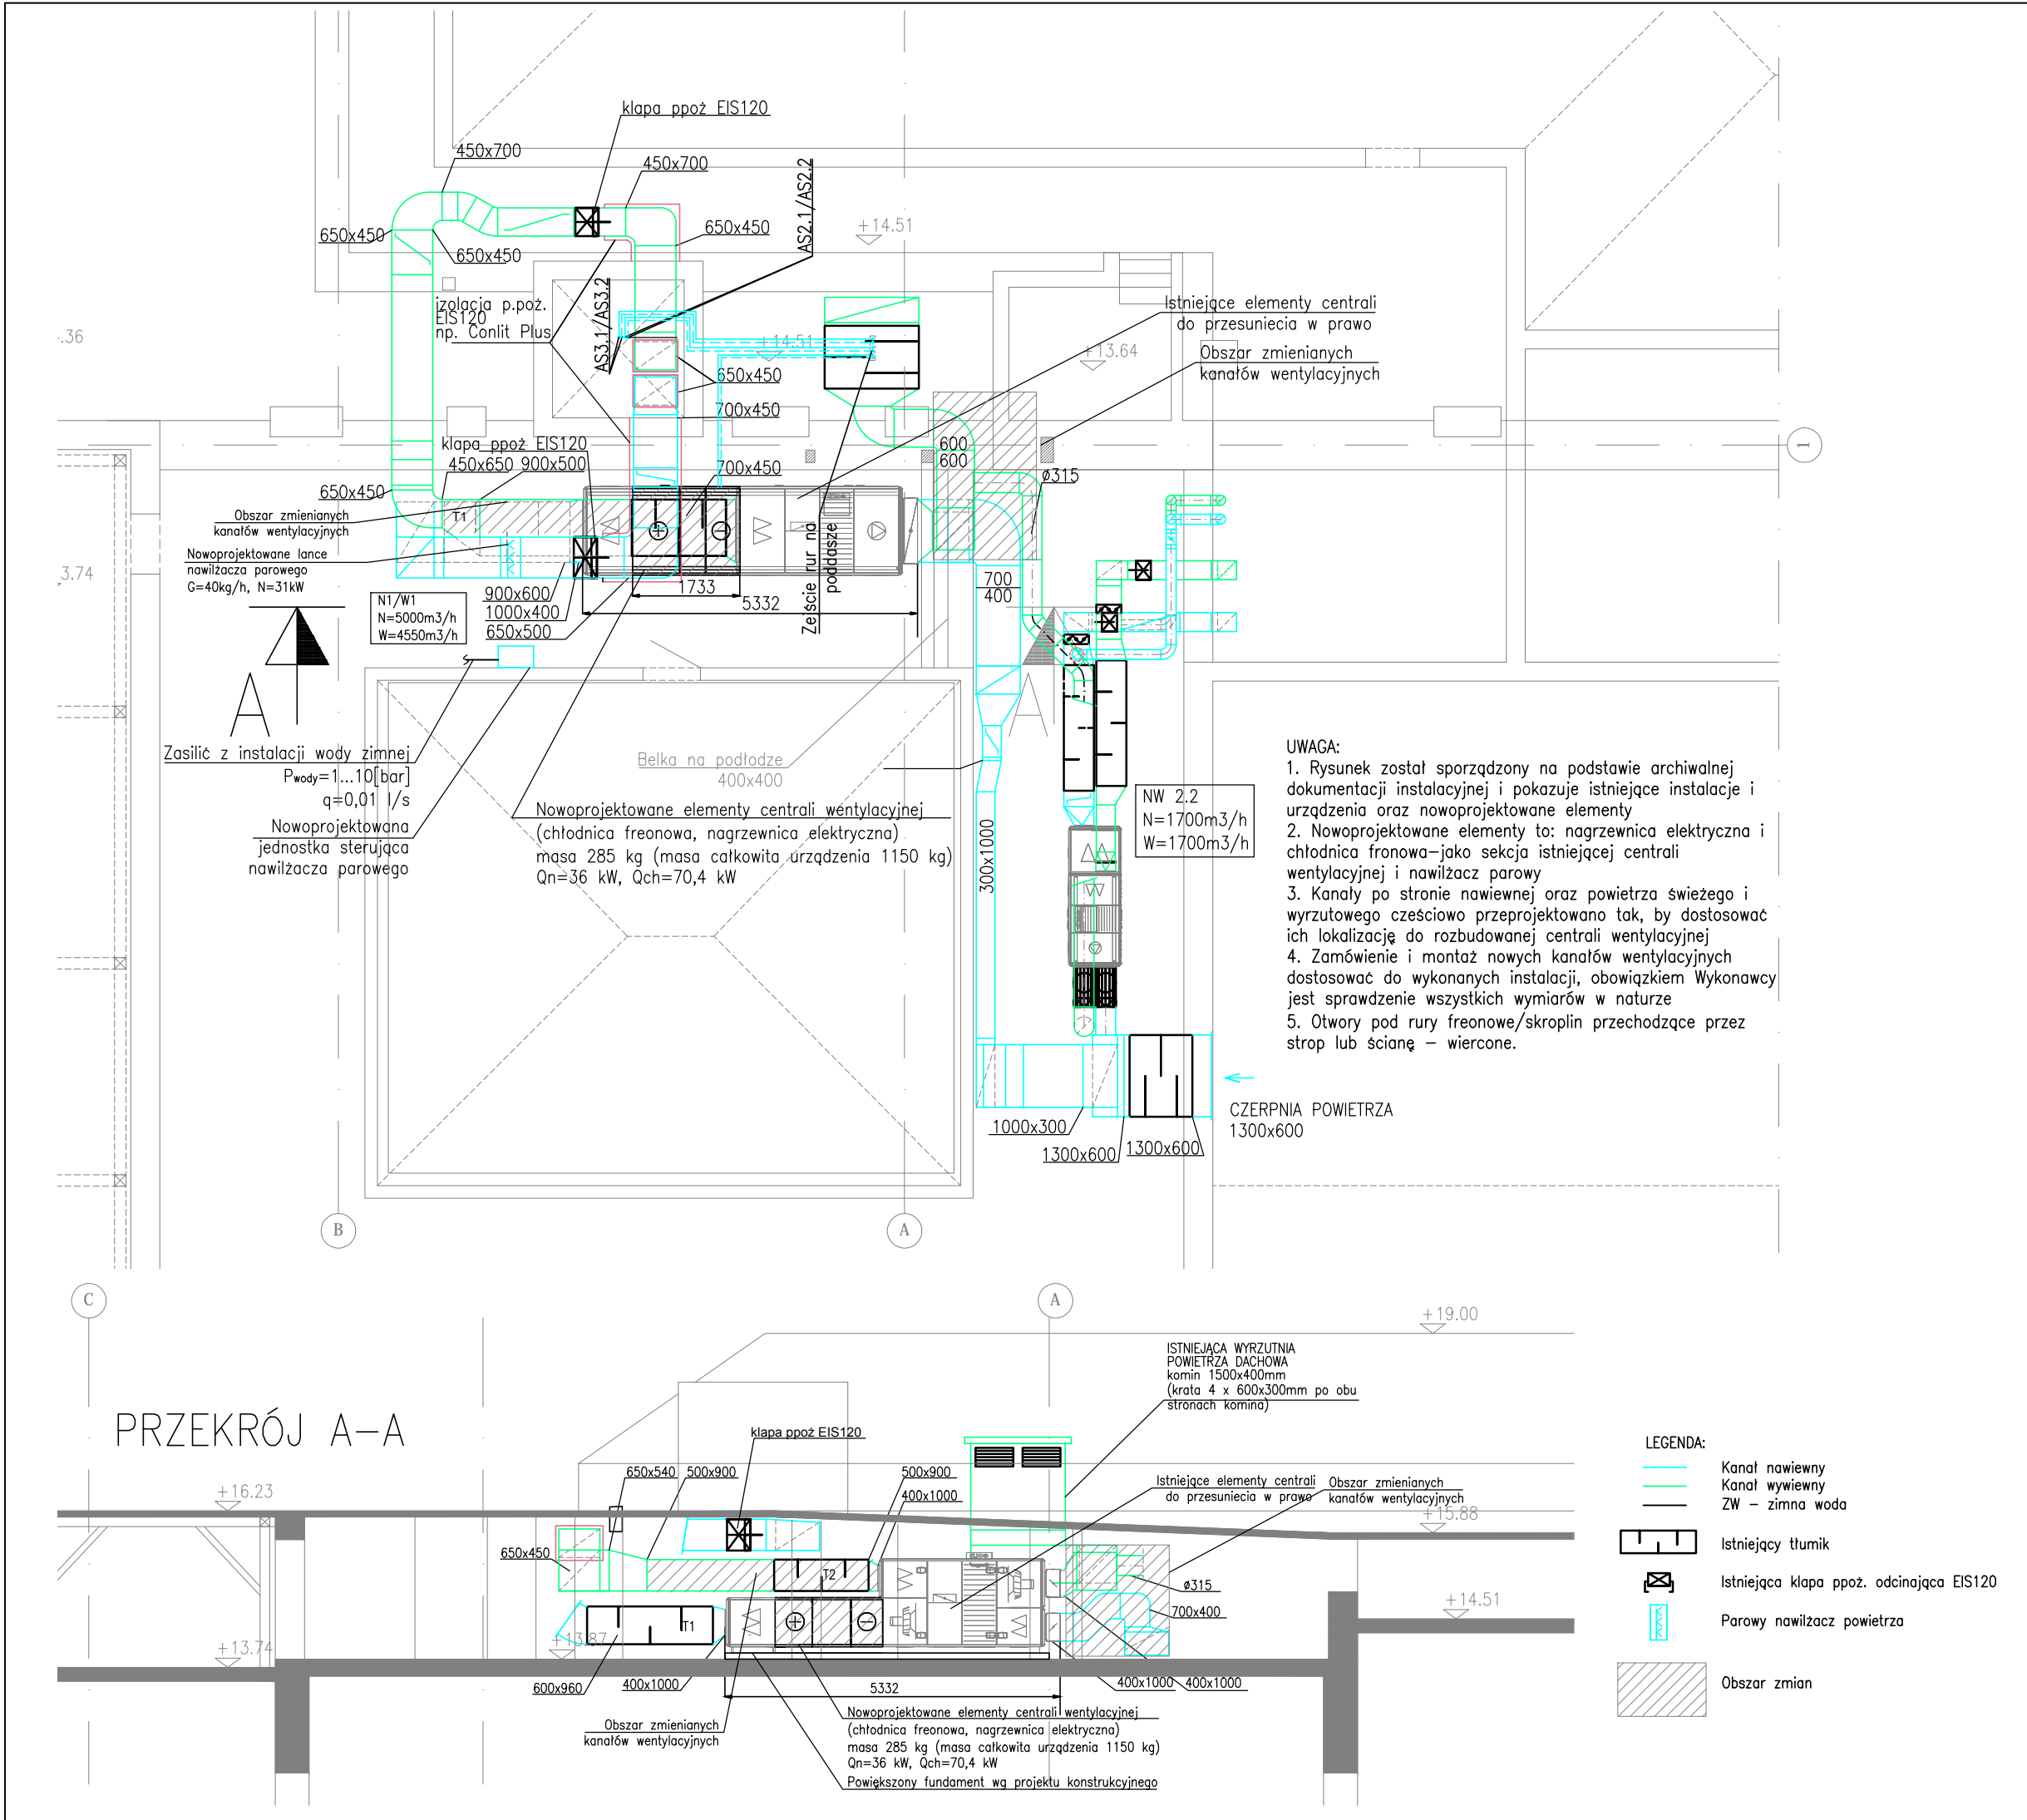 klapa ppoż EIS120
450x700
450x700
AS2.1/AS2.2
650x450
650x450
650x450
+14.51
izolacja p.poż.
EIS120
np. Conlit Plus
AS3.1/AS3.2
Istniejące elementy centrali
do przesuniecia w prawo
.36
+14.51
+13.64
Obszar zmienianych
kanałów wentylacyjnych
650x450
700x450
klapa ppoż EIS120
600
600
1
450x650
900x500
700x450
ø315
650x450
Obszar zmienianych
kanałów wentylacyjnych
T1
Nowoprojektowane lance
nawilżacza parowego
G=40kg/h, N=31kW
3.74
Zejście rur na
poddasze
1733
5332
700
400
N1/W1
N=5000m3/h
W=4550m3/h
900x600
1000x400
650x500
A
A
Zasilić z instalacji wody zimnej
Pwody=1...10[bar]
q=0,01 l/s
Belka na podłodze
400x400
Nowoprojektowana
jednostka sterująca
nawilżacza parowego
Nowoprojektowane elementy centrali wentylacyjnej
(chłodnica freonowa, nagrzewnica elektryczna)
masa 285 kg (masa całkowita urządzenia 1150 kg)
Qn=36 kW, Qch=70,4 kW
300x1000
NW 2.2
N=1700m3/h
W=1700m3/h
UWAGA:
1. Rysunek został sporządzony na podstawie archiwalnej
dokumentacji instalacyjnej i pokazuje istniejące instalacje i
urządzenia oraz nowoprojektowane elementy
2. Nowoprojektowane elementy to: nagrzewnica elektryczna i
chłodnica fronowa–jako sekcja istniejącej centrali
wentylacyjnej i nawilżacz parowy
3. Kanały po stronie nawiewnej oraz powietrza świeżego i
wyrzutowego cześciowo przeprojektowano tak, by dostosować
ich lokalizację do rozbudowanej centrali wentylacyjnej
4. Zamówienie i montaż nowych kanałów wentylacyjnych
dostosować do wykonanych instalacji, obowiązkiem Wykonawcy
jest sprawdzenie wszystkich wymiarów w naturze
5. Otwory pod rury freonowe/skroplin przechodzące przez
strop lub ścianę – wiercone.
1000x300
1300x600
1300x600
CZERPNIA POWIETRZA
1300x600
B
A
C
A
+19.00
PRZEKRÓJ A–A
ISTNIEJĄCA WYRZUTNIA
POWIETRZA DACHOWA
komin 1500x400mm
(krata 4 x 600x300mm po obu
stronach komina)
klapa ppoż EIS120
+16.23
650x540
500x900
500x900
400x1000
Istniejące elementy centrali
do przesuniecia w prawo
Obszar zmienianych
kanałów wentylacyjnych
+15.88
650x450
T2
ø315
700x400
+14.51
T1
+13.74
+13.87
600x960
400x1000
5332
400x1000
400x1000
Obszar zmienianych
kanałów wentylacyjnych
Nowoprojektowane elementy centrali wentylacyjnej
(chłodnica freonowa, nagrzewnica elektryczna)
masa 285 kg (masa całkowita urządzenia 1150 kg)
Qn=36 kW, Qch=70,4 kW
Powiększony fundament wg projektu konstrukcyjnego
LEGENDA:
Kanał nawiewny
Kanał wywiewny
ZW – zimna woda
Istniejący tłumik
Istniejąca klapa ppoż. odcinająca EIS120
Parowy nawilżacz powietrza
Obszar zmian